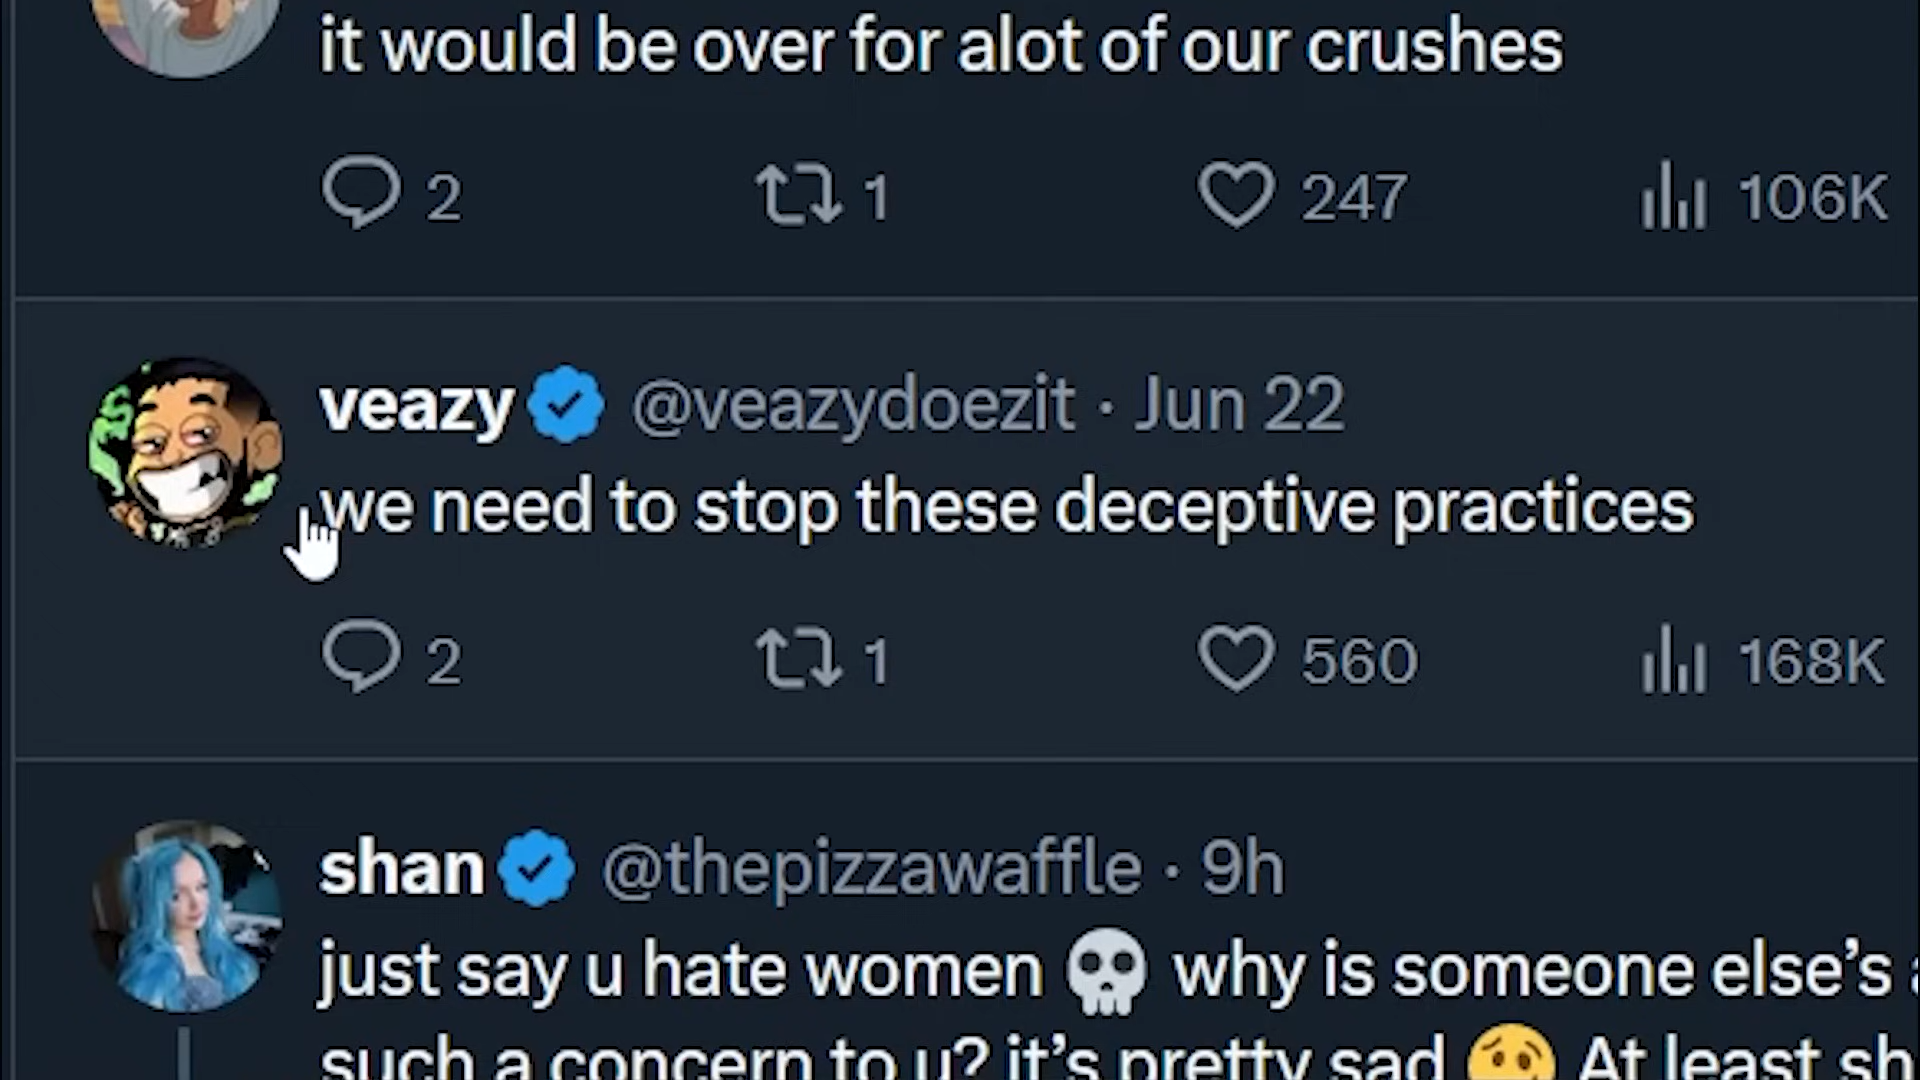 it would be over for alot of our crushes
2 1 247 106K
veazy @veazydoezit · Jun 22
we need to stop these deceptive practices
2 1 560 168K
shan @thepizzawaffle · 9h
just say u hate women 💀 why is someone else's
such a concern to u? it's pretty sad 😢 At least sh